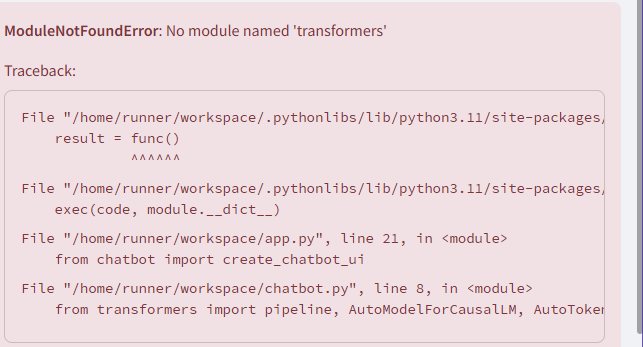 ModuleNotFoundError: No module named 'transformers'
Traceback:
File "/home/runner/workspace/.pythonlibs/lib/python3.11/site-packages/
result = func()
^^^^^^
File "/home/runner/workspace/.pythonlibs/lib/python3.11/site-packages/
exec(code, module.__dict__)
File "/home/runner/workspace/app.py", line 21, in <module>
from chatbot import create_chatbot_ui
File "/home/runner/workspace/chatbot.py", line 8, in <module>
from transformers import pipeline, AutoModelForCausalLM, AutoToken